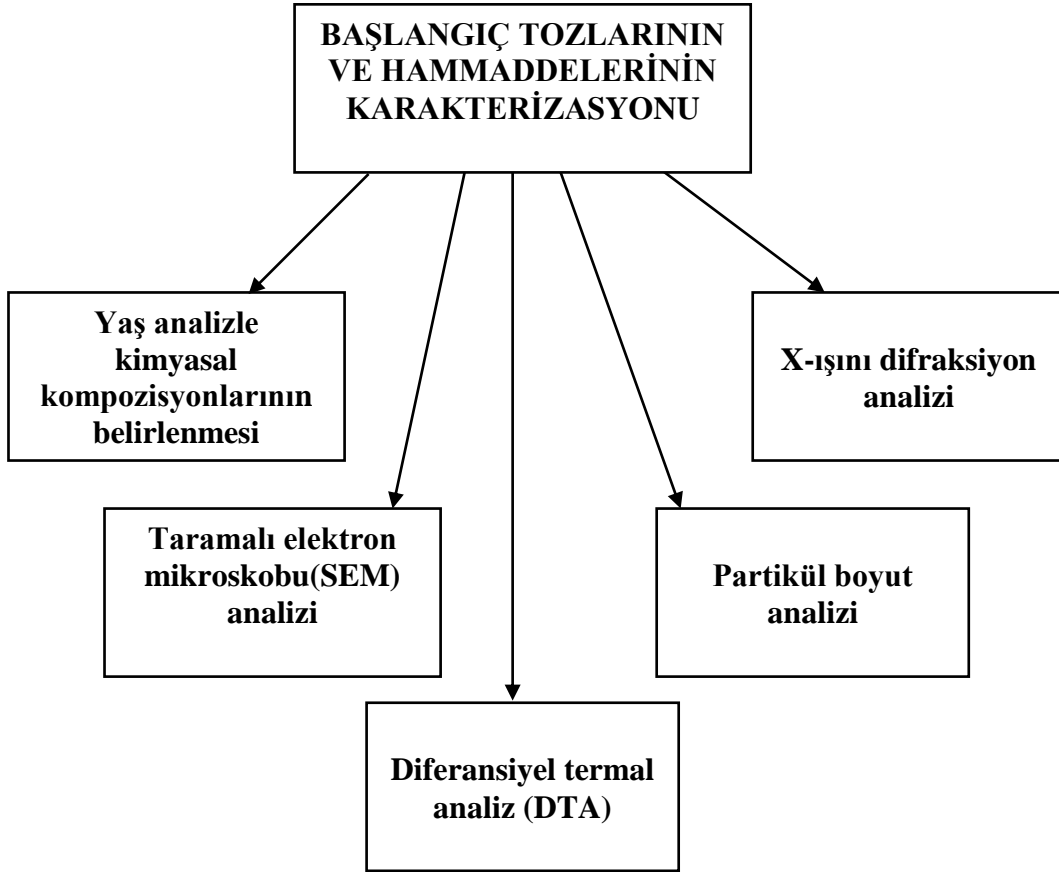 BAŞLANGIÇ TOZLARININ
VE HAMMADDELERİNİN
KARAKTERİZASYONU
Yaş analizle
kimyasal
kompozisyonlarının
belirlenmesi
X-ışını difraksiyon
analizi
Taramalı elektron
mikroskobu(SEM)
analizi
Partikül boyut
analizi
Diferansiyel termal
analiz (DTA)